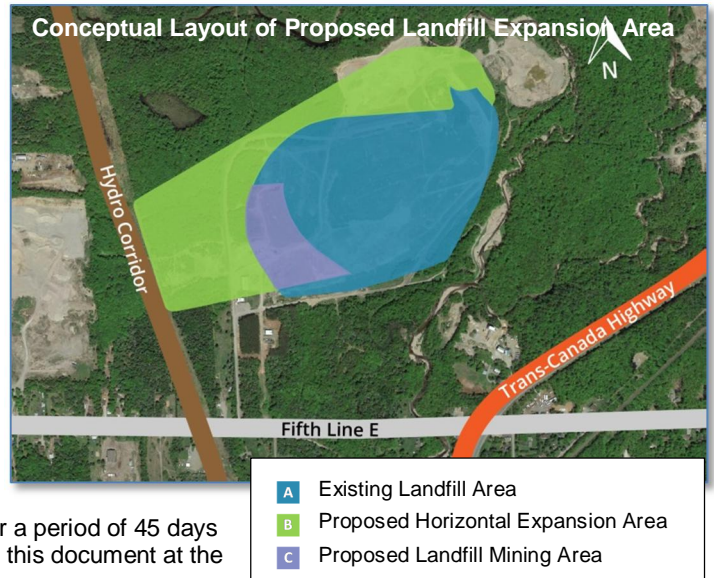 Conceptual Layout of Proposed Landfill Expansion Area
N
Hydro Corridor
Trans-Canada Highway
Fifth Line E
A Existing Landfill Area
B Proposed Horizontal Expansion Area
C Proposed Landfill Mining Area
r a period of 45 days
this document at the